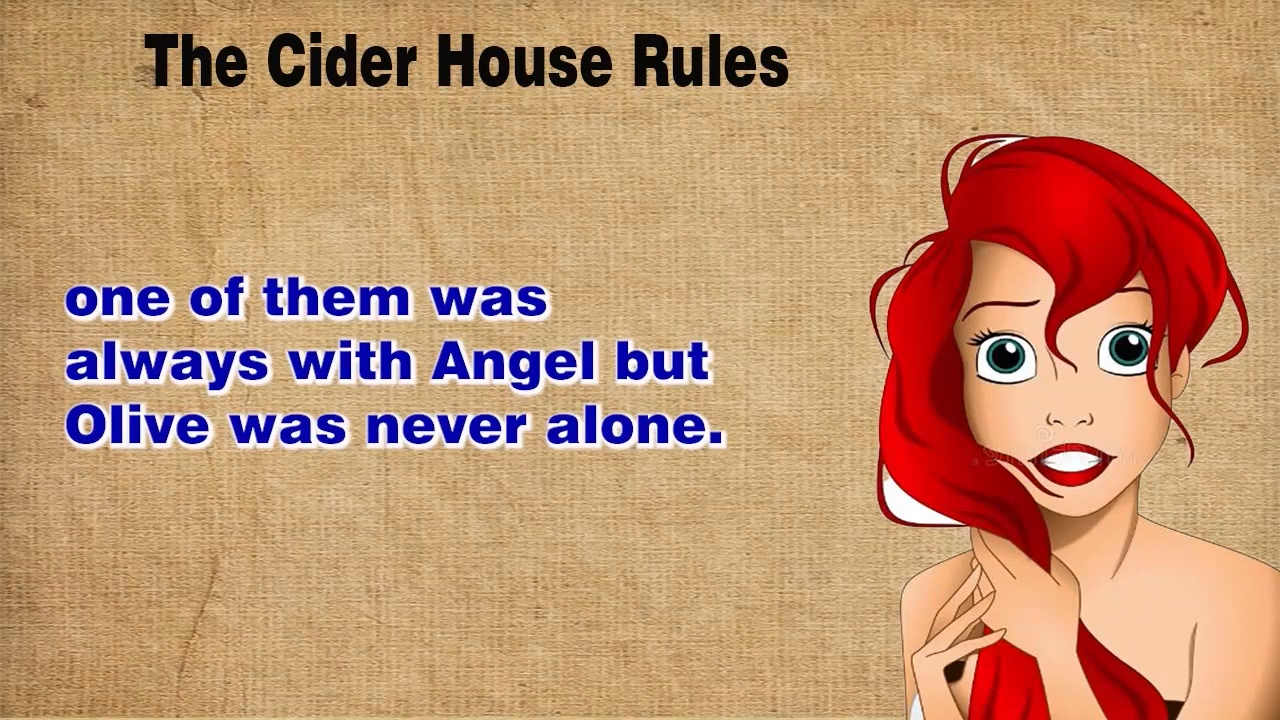 The Cider House Rules
one of them was
always with Angel but
Olive was never alone.